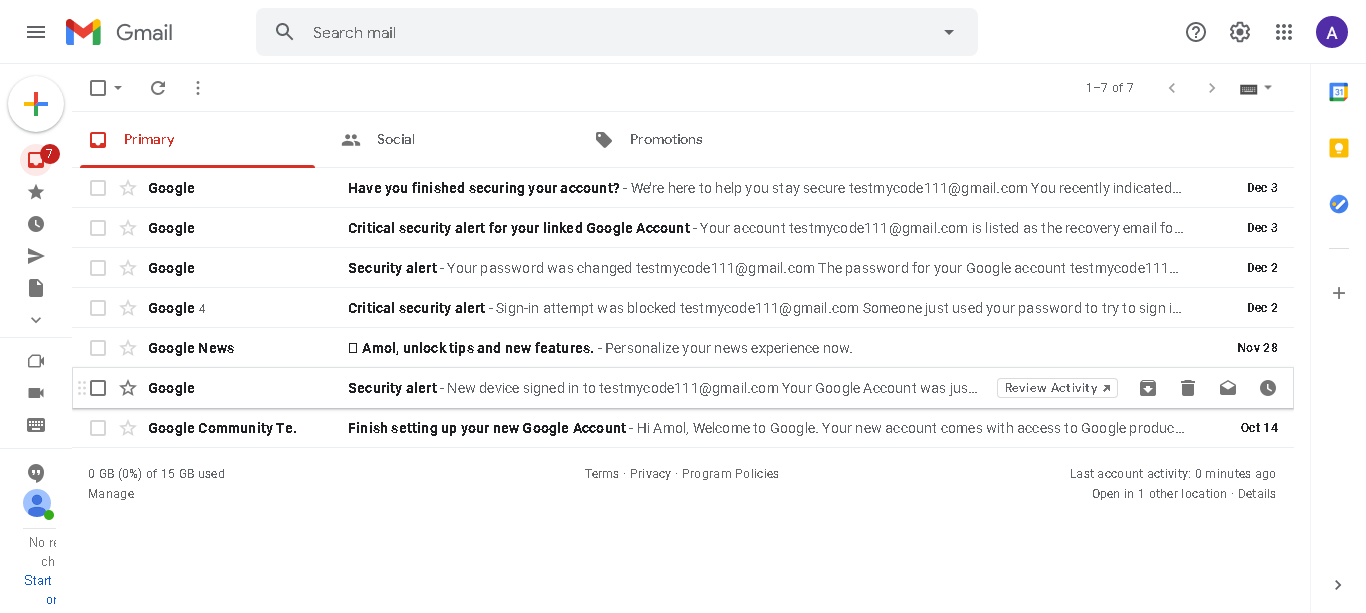 Gmail
Search mail
A
1–7 of 7
31
7
Primary Social Promotions
Google Have you finished securing your account? - We're here to help you stay secure testmycode111@gmail.com You recently indicated... Dec 3
Google Critical security alert for your linked Google Account - Your account testmycode111@gmail.com is listed as the recovery email fo... Dec 3
Google Security alert - Your password was changed testmycode111@gmail.com The password for your Google account testmycode111... Dec 2
Google 4 Critical security alert - Sign-in attempt was blocked testmycode111@gmail.com Someone just used your password to try to sign i... Dec 2
Google News Amol, unlock tips and new features. - Personalize your news experience now. Nov 28
Google Security alert - New device signed in to testmycode111@gmail.com Your Google Account was jus... Review Activity
Google Community Te. Finish setting up your new Google Account - Hi Amol, Welcome to Google. Your new account comes with access to Google produc... Oct 14
0 GB (0%) of 15 GB used Terms · Privacy · Program Policies Last account activity: 0 minutes ago
Manage Open in 1 other location · Details
No re
ch
Start
or